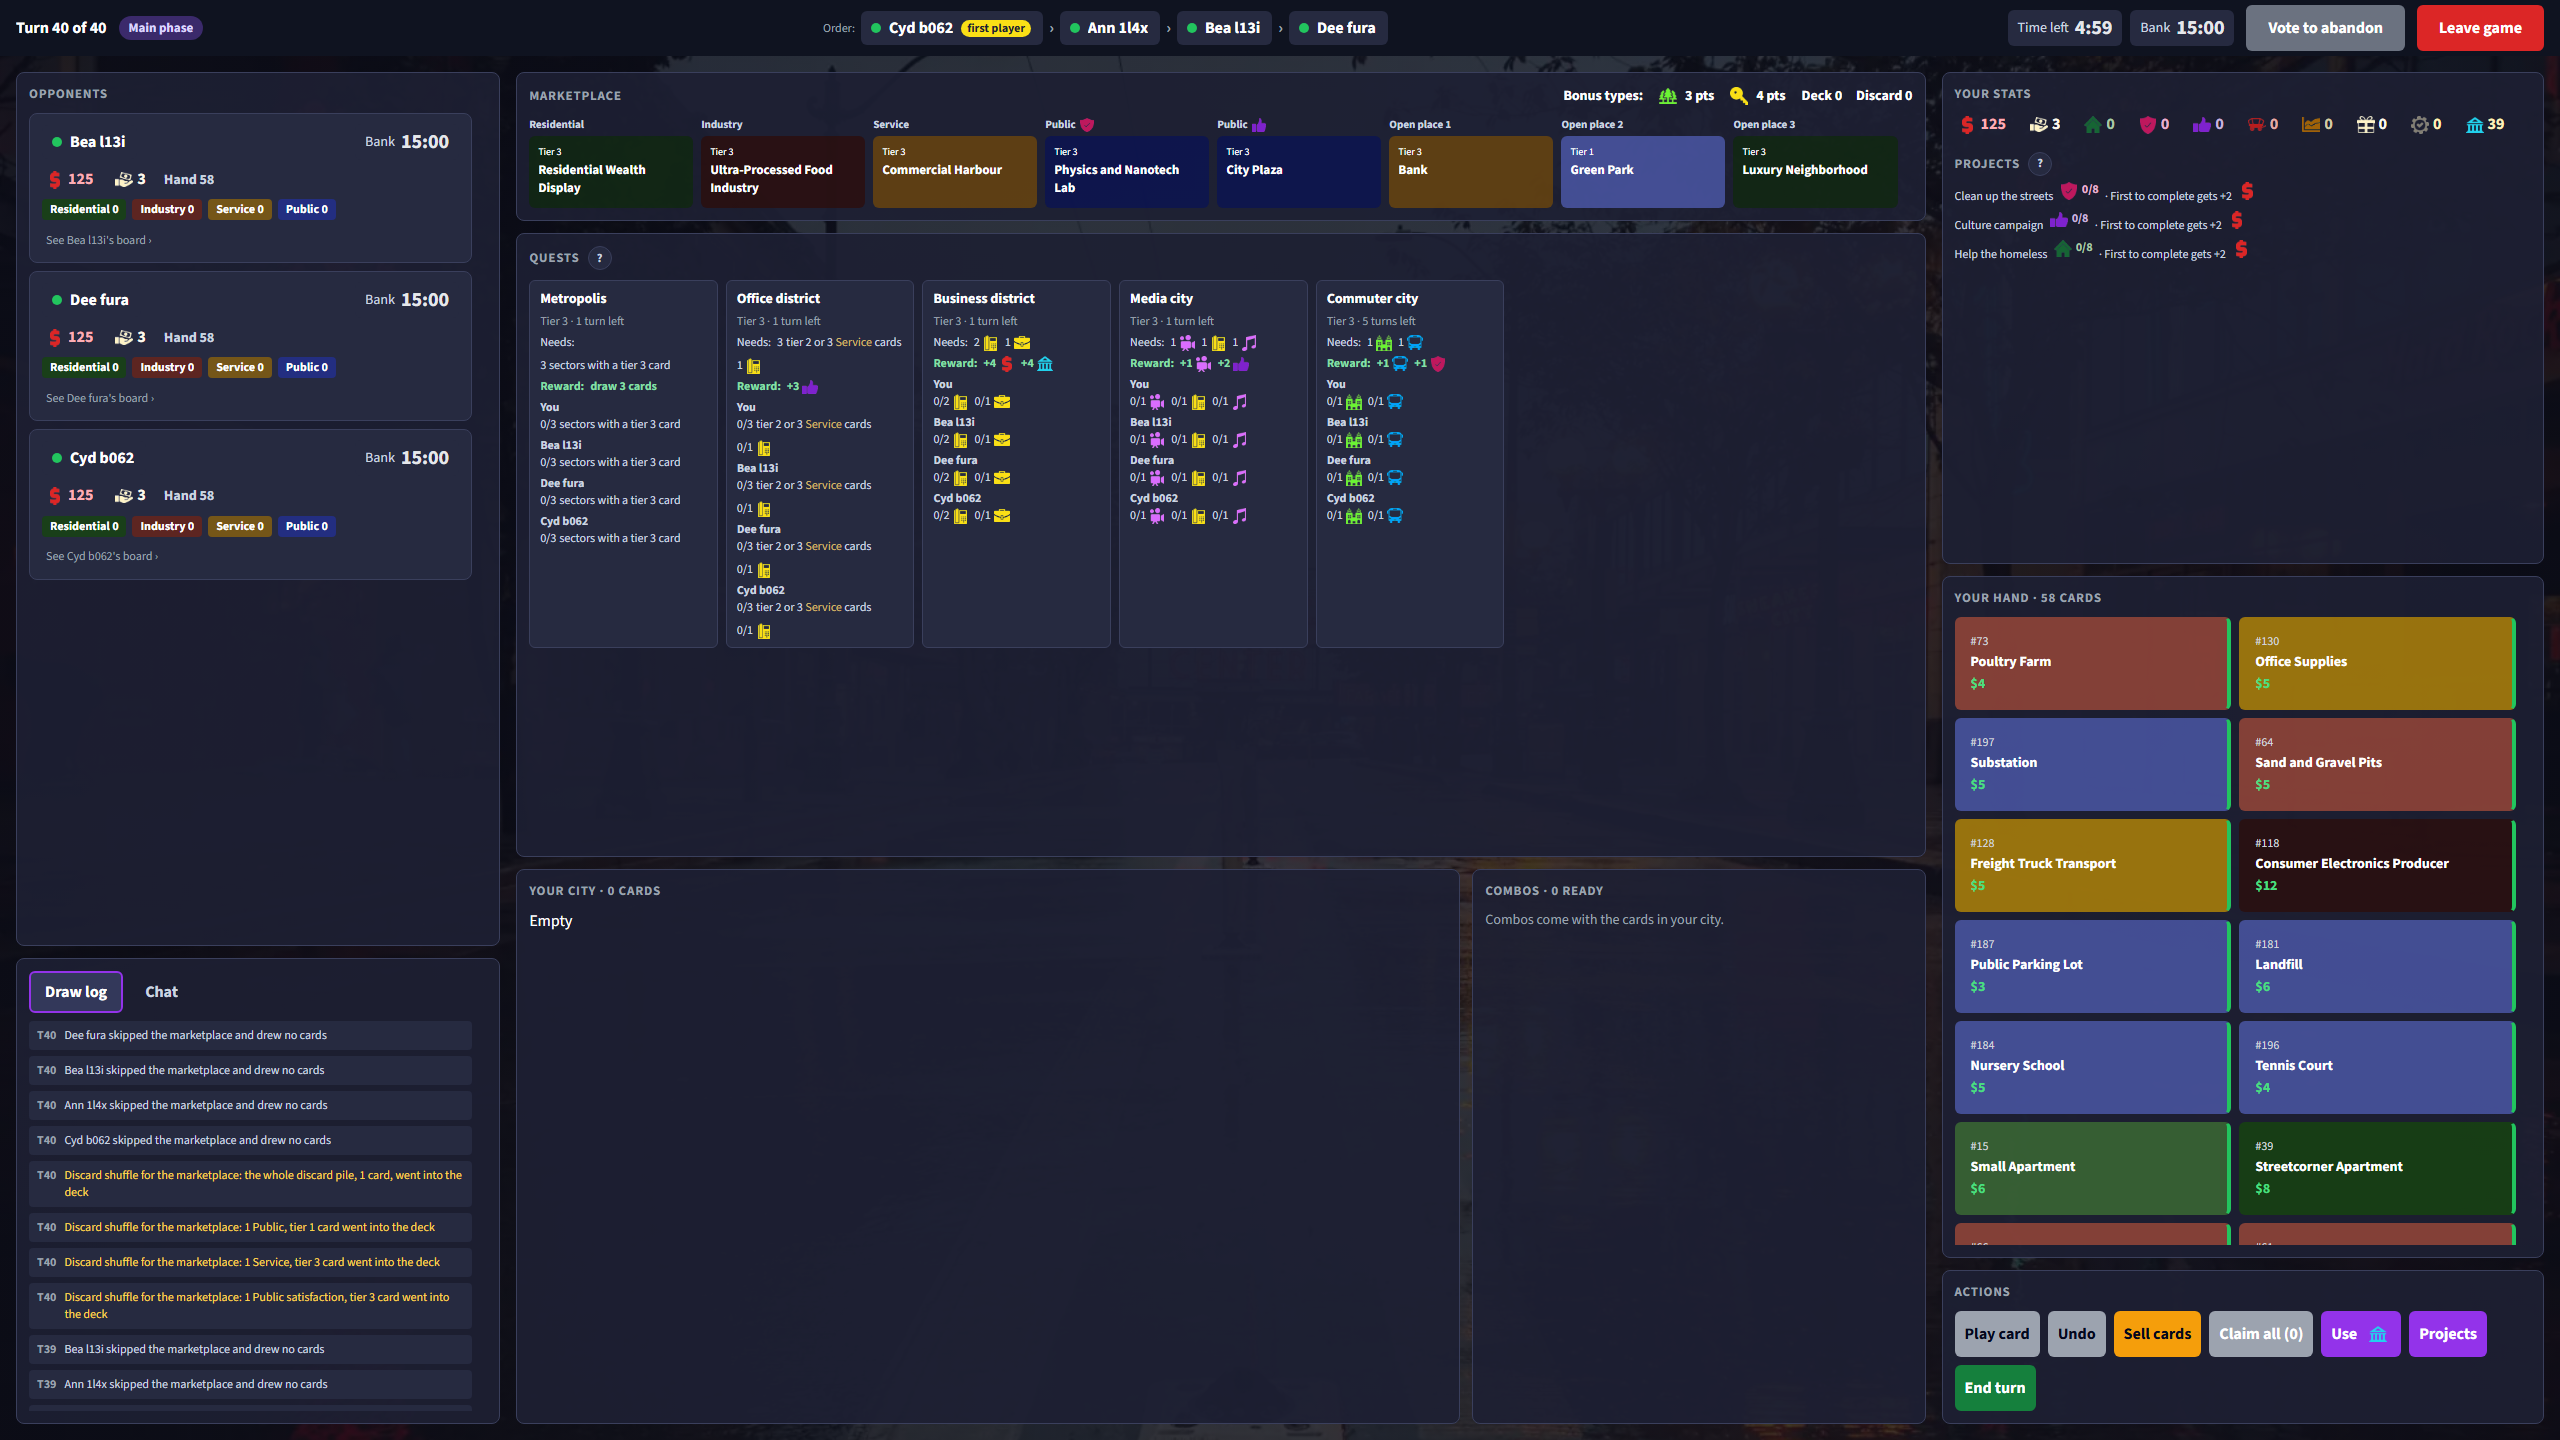 Turn 40 of 40 Main phase
Order: Cyd b062 first player › Ann 1l4x › Bea l13i › Dee fura
Time left 4:59 Bank 15:00 Vote to abandon Leave game
OPPONENTS
Bea l13i Bank 15:00
125 3 Hand 58
Residential 0 Industry 0 Service 0 Public 0
See Bea l13i's board ›
Dee fura Bank 15:00
125 3 Hand 58
Residential 0 Industry 0 Service 0 Public 0
See Dee fura's board ›
Cyd b062 Bank 15:00
125 3 Hand 58
Residential 0 Industry 0 Service 0 Public 0
See Cyd b062's board ›
Draw log Chat
T40 Dee fura skipped the marketplace and drew no cards
T40 Bea l13i skipped the marketplace and drew no cards
T40 Ann 1l4x skipped the marketplace and drew no cards
T40 Cyd b062 skipped the marketplace and drew no cards
T40 Discard shuffle for the marketplace: the whole discard pile, 1 card, went into the
deck
T40 Discard shuffle for the marketplace: 1 Public, tier 1 card went into the deck
T40 Discard shuffle for the marketplace: 1 Service, tier 3 card went into the deck
T40 Discard shuffle for the marketplace: 1 Public satisfaction, tier 3 card went into
the deck
T39 Bea l13i skipped the marketplace and drew no cards
T39 Ann 1l4x skipped the marketplace and drew no cards
MARKETPLACE
Bonus types: 3 pts 4 pts Deck 0 Discard 0
Residential
Tier 3
Residential Wealth
Display
Industry
Tier 3
Ultra-Processed Food
Industry
Service
Tier 3
Commercial Harbour
Public
Tier 3
Physics and Nanotech
Lab
Public
Tier 3
City Plaza
Open place 1
Tier 3
Bank
Open place 2
Tier 1
Green Park
Open place 3
Tier 3
Luxury Neighborhood
QUESTS ?
Metropolis
Tier 3 · 1 turn left
Needs:
3 sectors with a tier 3 card
Reward: draw 3 cards
You
0/3 sectors with a tier 3 card
Bea l13i
0/3 sectors with a tier 3 card
Dee fura
0/3 sectors with a tier 3 card
Cyd b062
0/3 sectors with a tier 3 card
Office district
Tier 3 · 1 turn left
Needs: 3 tier 2 or 3 Service cards
1
Reward: +3
You
0/3 tier 2 or 3 Service cards
0/1
Bea l13i
0/3 tier 2 or 3 Service cards
0/1
Dee fura
0/3 tier 2 or 3 Service cards
0/1
Cyd b062
0/3 tier 2 or 3 Service cards
0/1
Business district
Tier 3 · 1 turn left
Needs: 2 1
Reward: +4 +4
You
0/2 0/1
Bea l13i
0/2 0/1
Dee fura
0/2 0/1
Cyd b062
0/2 0/1
Media city
Tier 3 · 1 turn left
Needs: 1 1 1
Reward: +1 +2
You
0/1 0/1 0/1
Bea l13i
0/1 0/1 0/1
Dee fura
0/1 0/1 0/1
Cyd b062
0/1 0/1 0/1
Commuter city
Tier 3 · 5 turns left
Needs: 1 1
Reward: +1 +1
You
0/1 0/1
Bea l13i
0/1 0/1
Dee fura
0/1 0/1
Cyd b062
0/1 0/1
YOUR CITY · 0 CARDS
Empty
COMBOS · 0 READY
Combos come with the cards in your city.
YOUR STATS
125 3 0 0 0 0 0 0 0 39
PROJECTS ?
Clean up the streets 0/8 · First to complete gets +2
Culture campaign 0/8 · First to complete gets +2
Help the homeless 0/8 · First to complete gets +2
YOUR HAND · 58 CARDS
#73
Poultry Farm
$4
#130
Office Supplies
$5
#197
Substation
$5
#64
Sand and Gravel Pits
$5
#128
Freight Truck Transport
$5
#118
Consumer Electronics Producer
$12
#187
Public Parking Lot
$3
#181
Landfill
$6
#184
Nursery School
$5
#196
Tennis Court
$4
#15
Small Apartment
$6
#39
Streetcorner Apartment
$8
ACTIONS
Play card Undo Sell cards Claim all (0) Use Projects
End turn